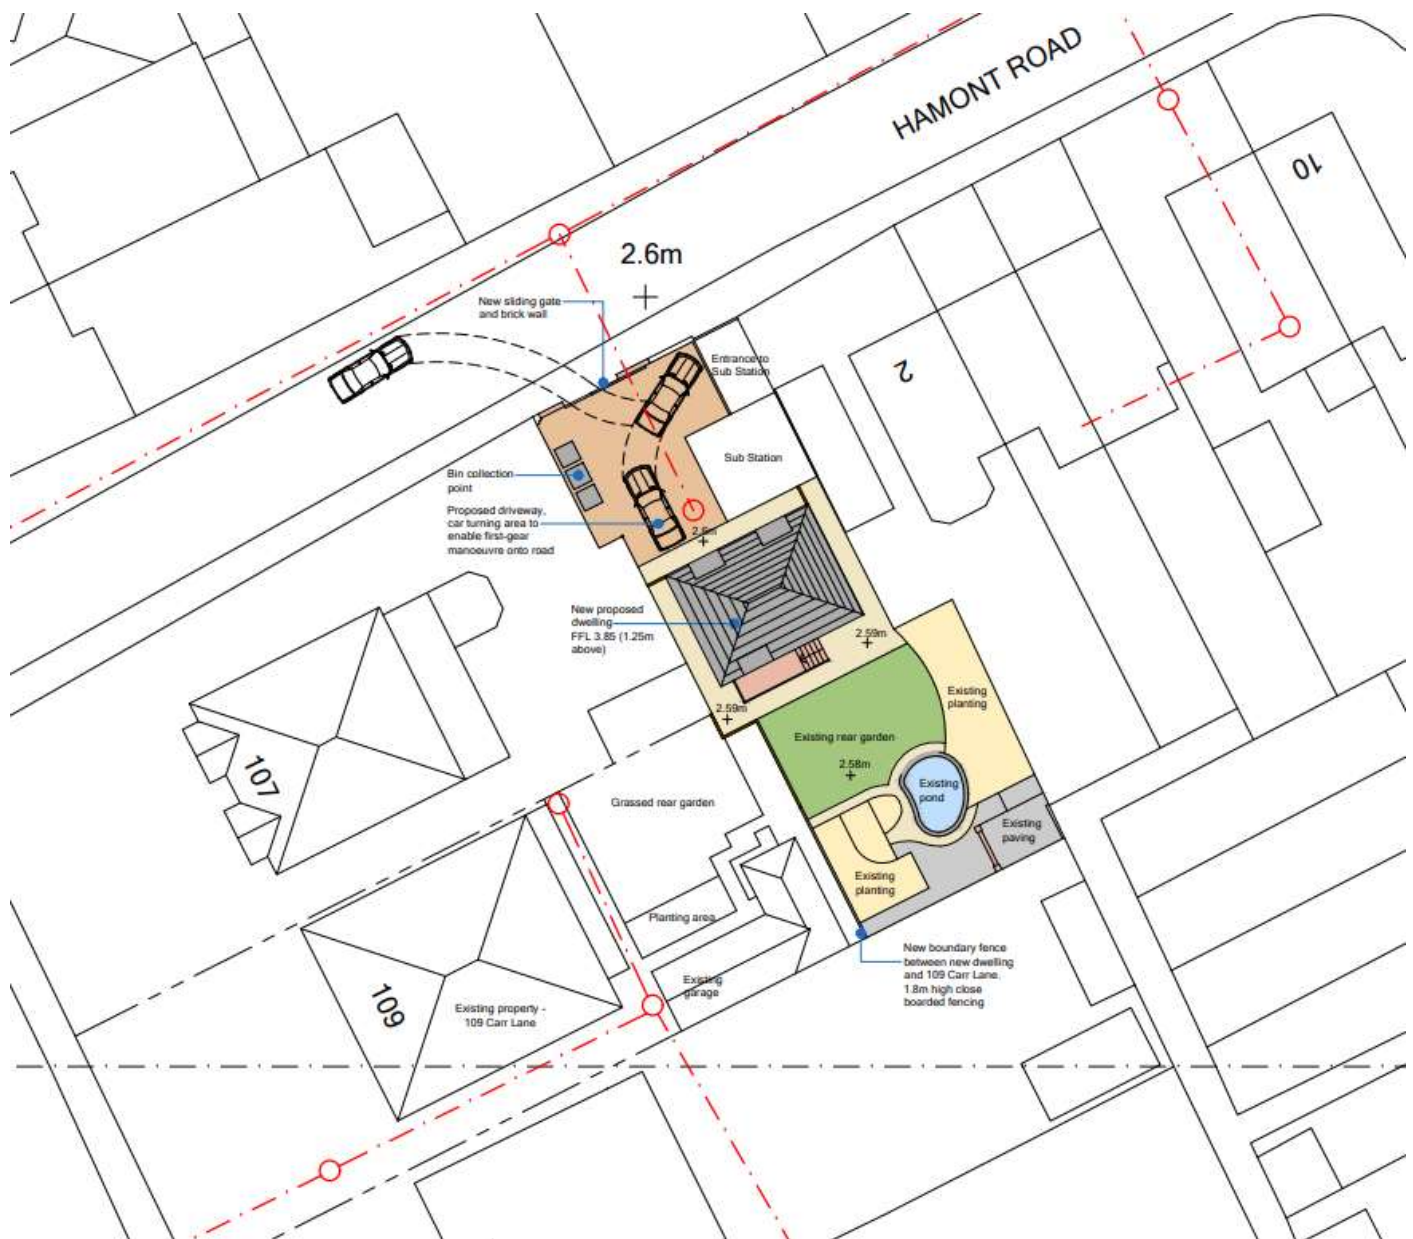 HAMONT ROAD
10
2.6m
New sliding gate
and brick wall
Entrance to
Sub Station
2
Sub Station
Bin collection
point
Proposed driveway,
car turning area to
enable first-gear
manoeuvre onto road
New proposed
dwelling
FFL 3.85 (1.25m
above)
2.59m
2.59m
Existing
planting
Existing rear garden
2.58m
107
Existing
pond
Grassed rear garden
Existing
paving
Existing
planting
Planting area
New boundary fence
between new dwelling
and 109 Carr Lane.
1.8m high close
boarded fencing
Existing
garage
109
Existing property -
109 Carr Lane